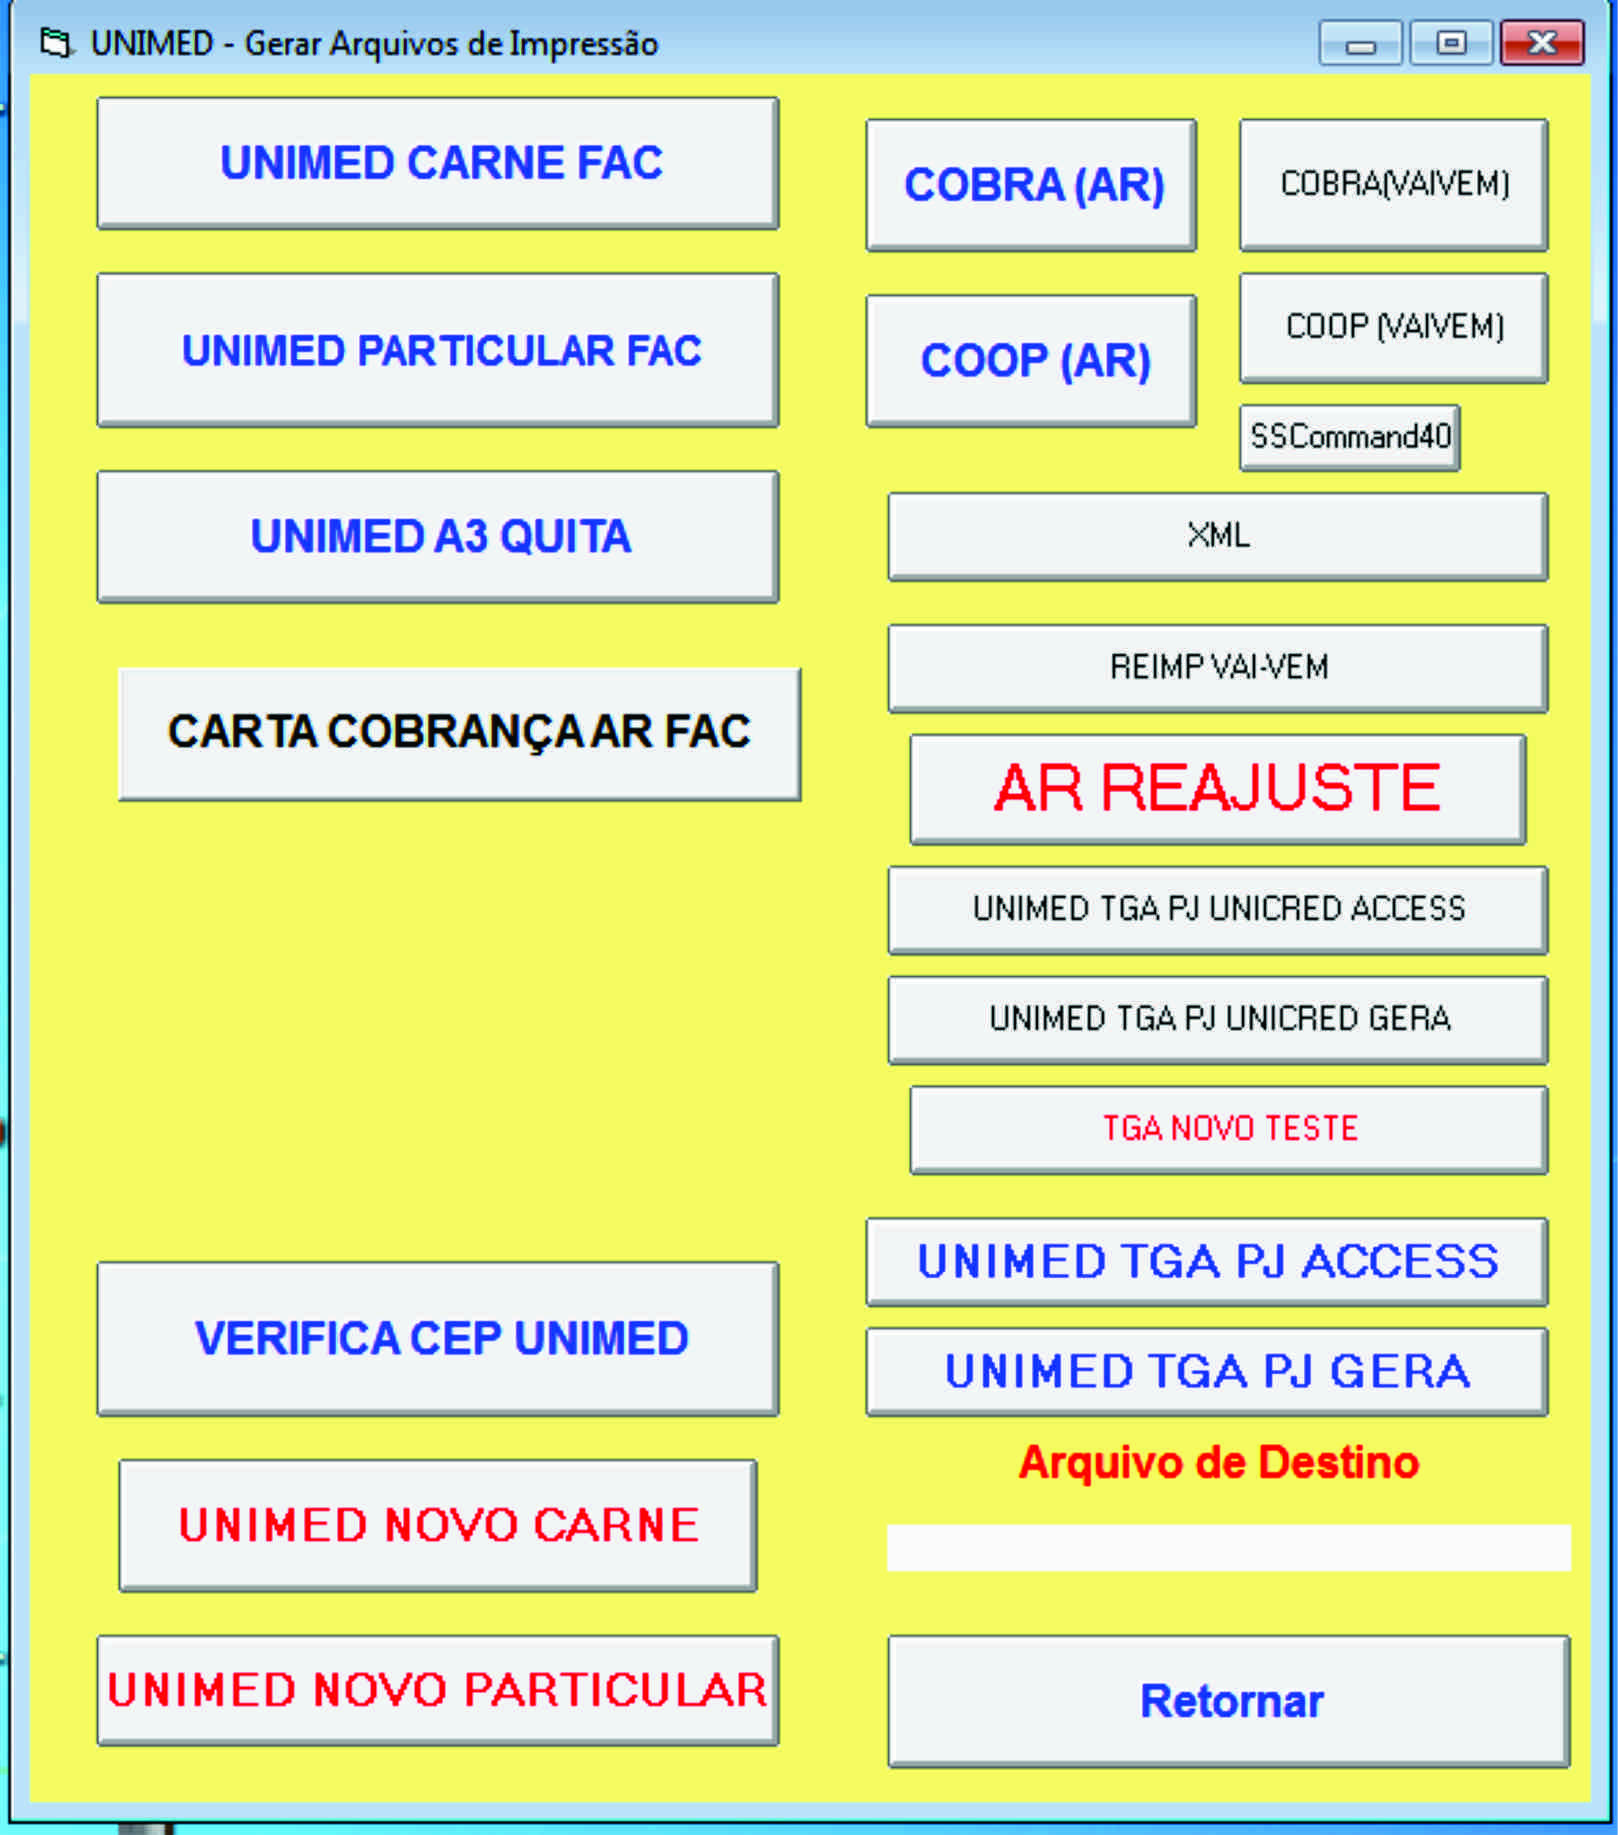 UNIMED - Gerar Arquivos de Impressão
UNIMED CARNE FAC
UNIMED PARTICULAR FAC
UNIMED A3 QUITA
CARTA COBRANÇA AR FAC
VERIFICA CEP UNIMED
UNIMED NOVO CARNE
UNIMED NOVO PARTICULAR
COBRA (AR)
COBRA(VAIVEM)
COOP (AR)
COOP (VAIVEM)
SSCommand40
XML
REIMP VAI-VEM
AR REAJUSTE
UNIMED TGA PJ UNICRED ACCESS
UNIMED TGA PJ UNICRED GERA
TGA NOVO TESTE
UNIMED TGA PJ ACCESS
UNIMED TGA PJ GERA
Arquivo de Destino
Retornar